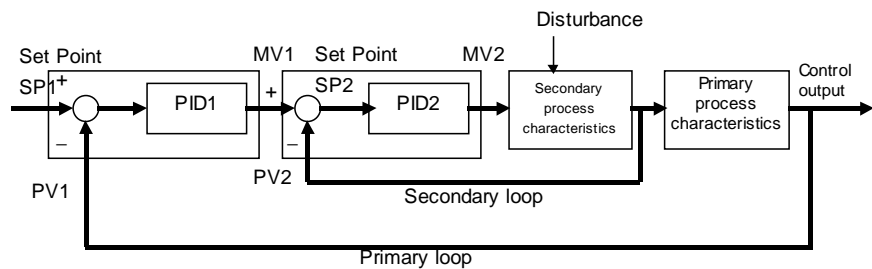 Disturbance
Set Point
MV1
Set Point
MV2
SP1
+
PID1
+
SP2
PID2
Secondary
process
characteristics
Primary
process
characteristics
Control
output
−
−
PV1
PV2
Secondary loop
Primary loop